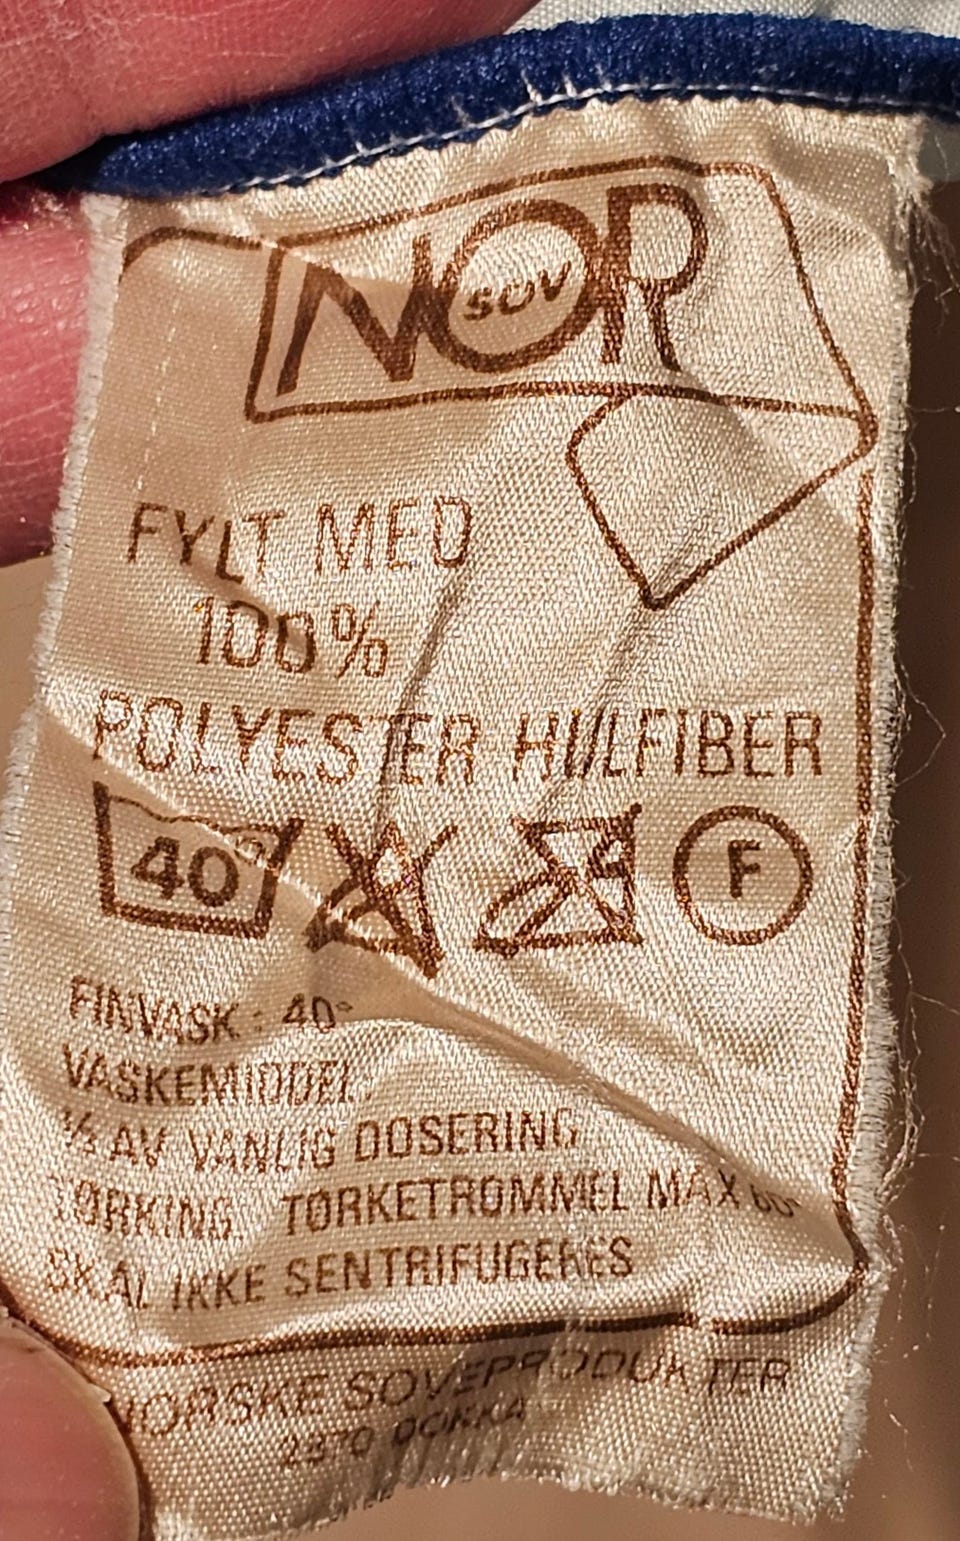 NOR
SOV
FYLT MED
100%
POLYESTER HULFIBER
40° F
FINVASK: 40°
VASKEMIDDEL:
½ AV VANLIG DOSERING
TØRKING: TØRKETROMMEL MAX 60°
SKAL IKKE SENTRIFUGERES
NORSKE SOVEPRODUKTER
2370